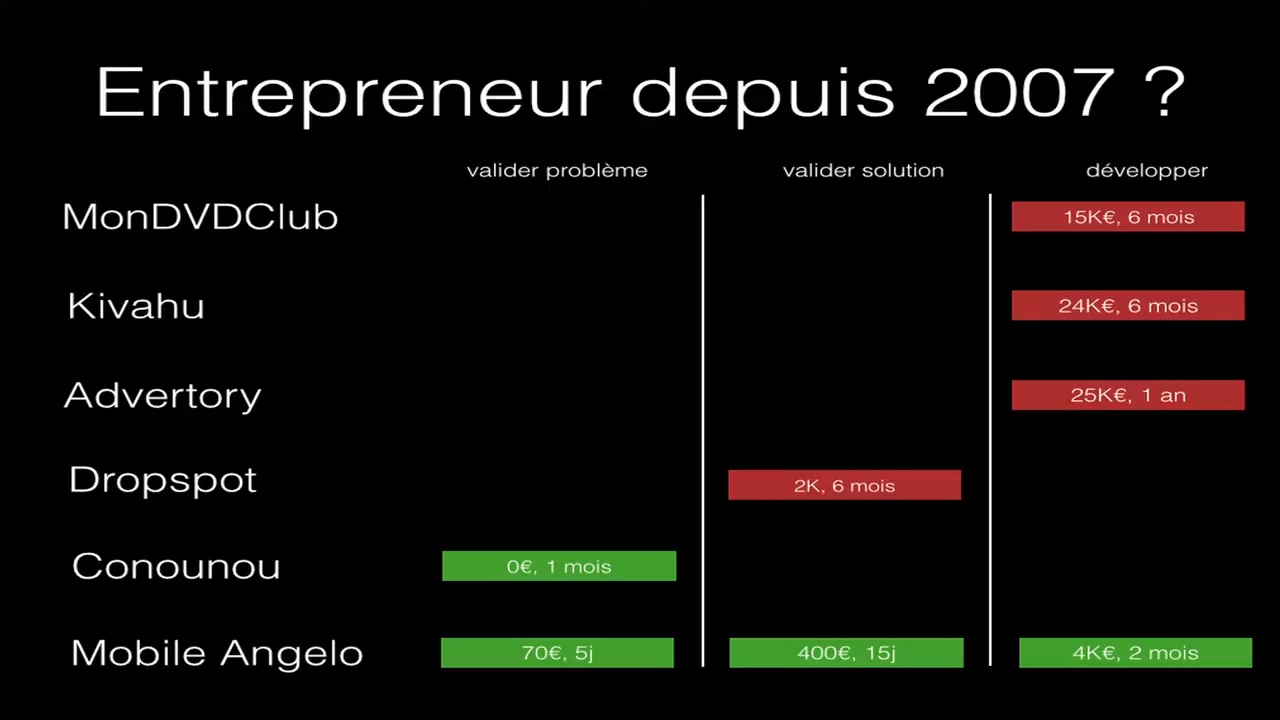 Entrepreneur depuis 2007 ?
valider problème valider solution développer
MonDVDClub 15K€, 6 mois
Kivahu 24K€, 6 mois
Advertory 25K€, 1 an
Dropspot 2K, 6 mois
Conounou 0€, 1 mois
Mobile Angelo 70€, 5j 400€, 15j 4K€, 2 mois